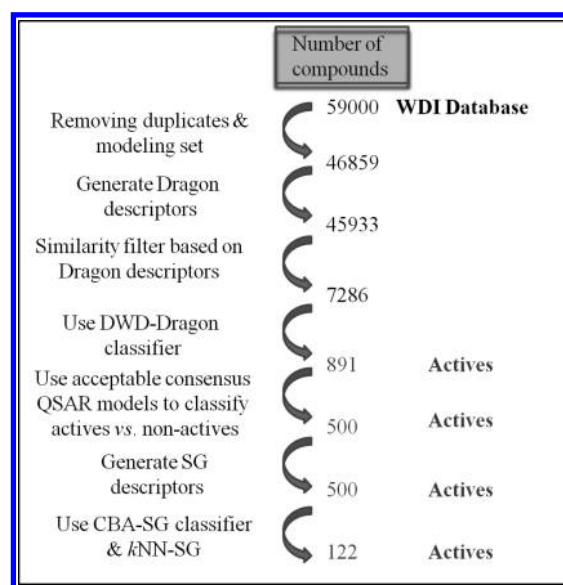 Number of
compounds
59000 WDI Database
Removing duplicates &
modeling set
46859
Generate Dragon
descriptors
45933
Similarity filter based on
Dragon descriptors
7286
Use DWD-Dragon
classifier
891 Actives
Use acceptable consensus
QSAR models to classify
actives vs. non-actives
500 Actives
Generate SG
descriptors
500 Actives
Use CBA-SG classifier
& kNN-SG
122 Actives